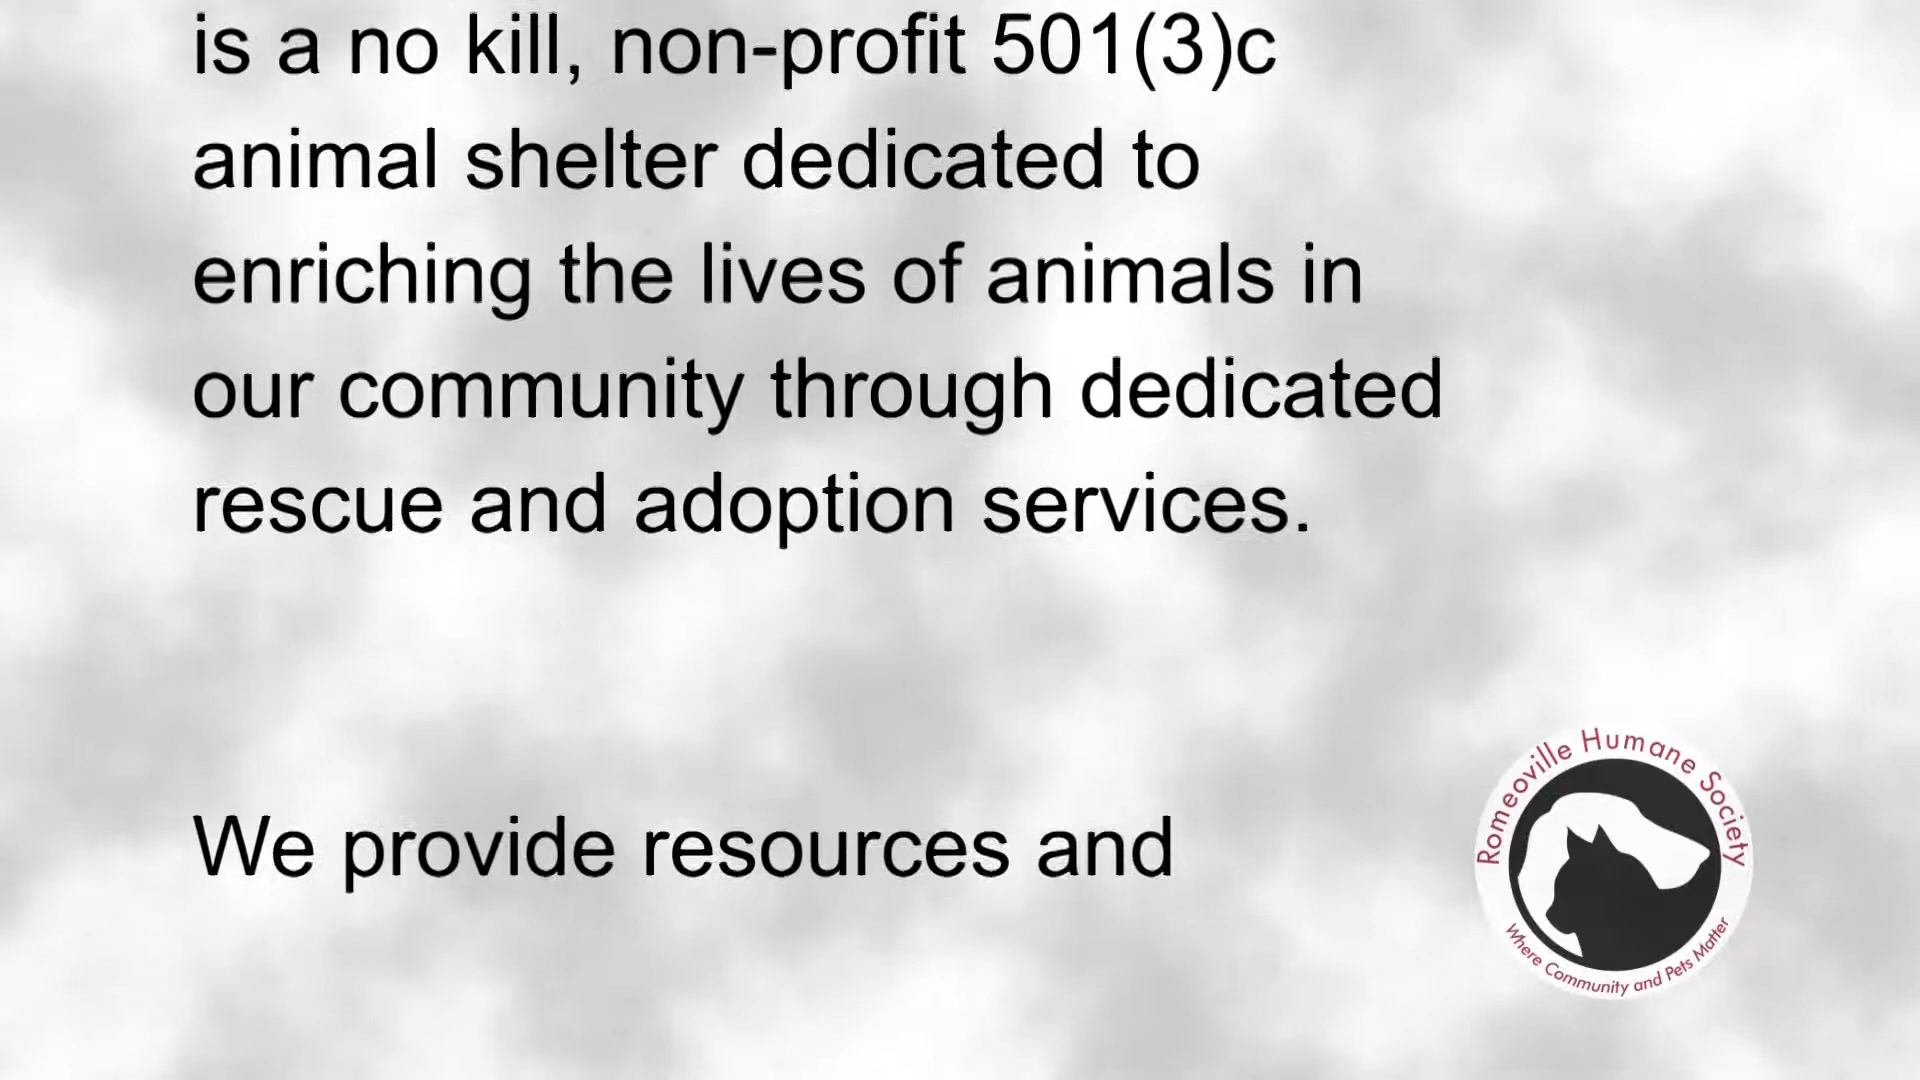 is a no kill, non-profit 501(3)c
animal shelter dedicated to
enriching the lives of animals in
our community through dedicated
rescue and adoption services.
We provide resources and
Romeoville Humane Society
Where Community and Pets Matter